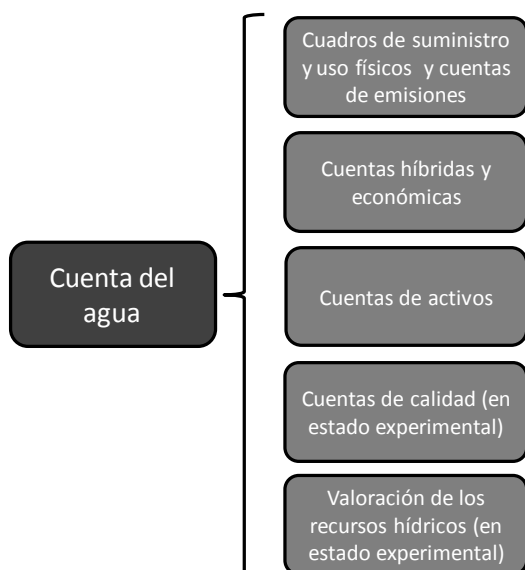 Cuenta del
agua
Cuadros de suministro
y uso físicos y cuentas
de emisiones
Cuentas híbridas y
económicas
Cuentas de activos
Cuentas de calidad (en
estado experimental)
Valoración de los
recursos hídricos (en
estado experimental)